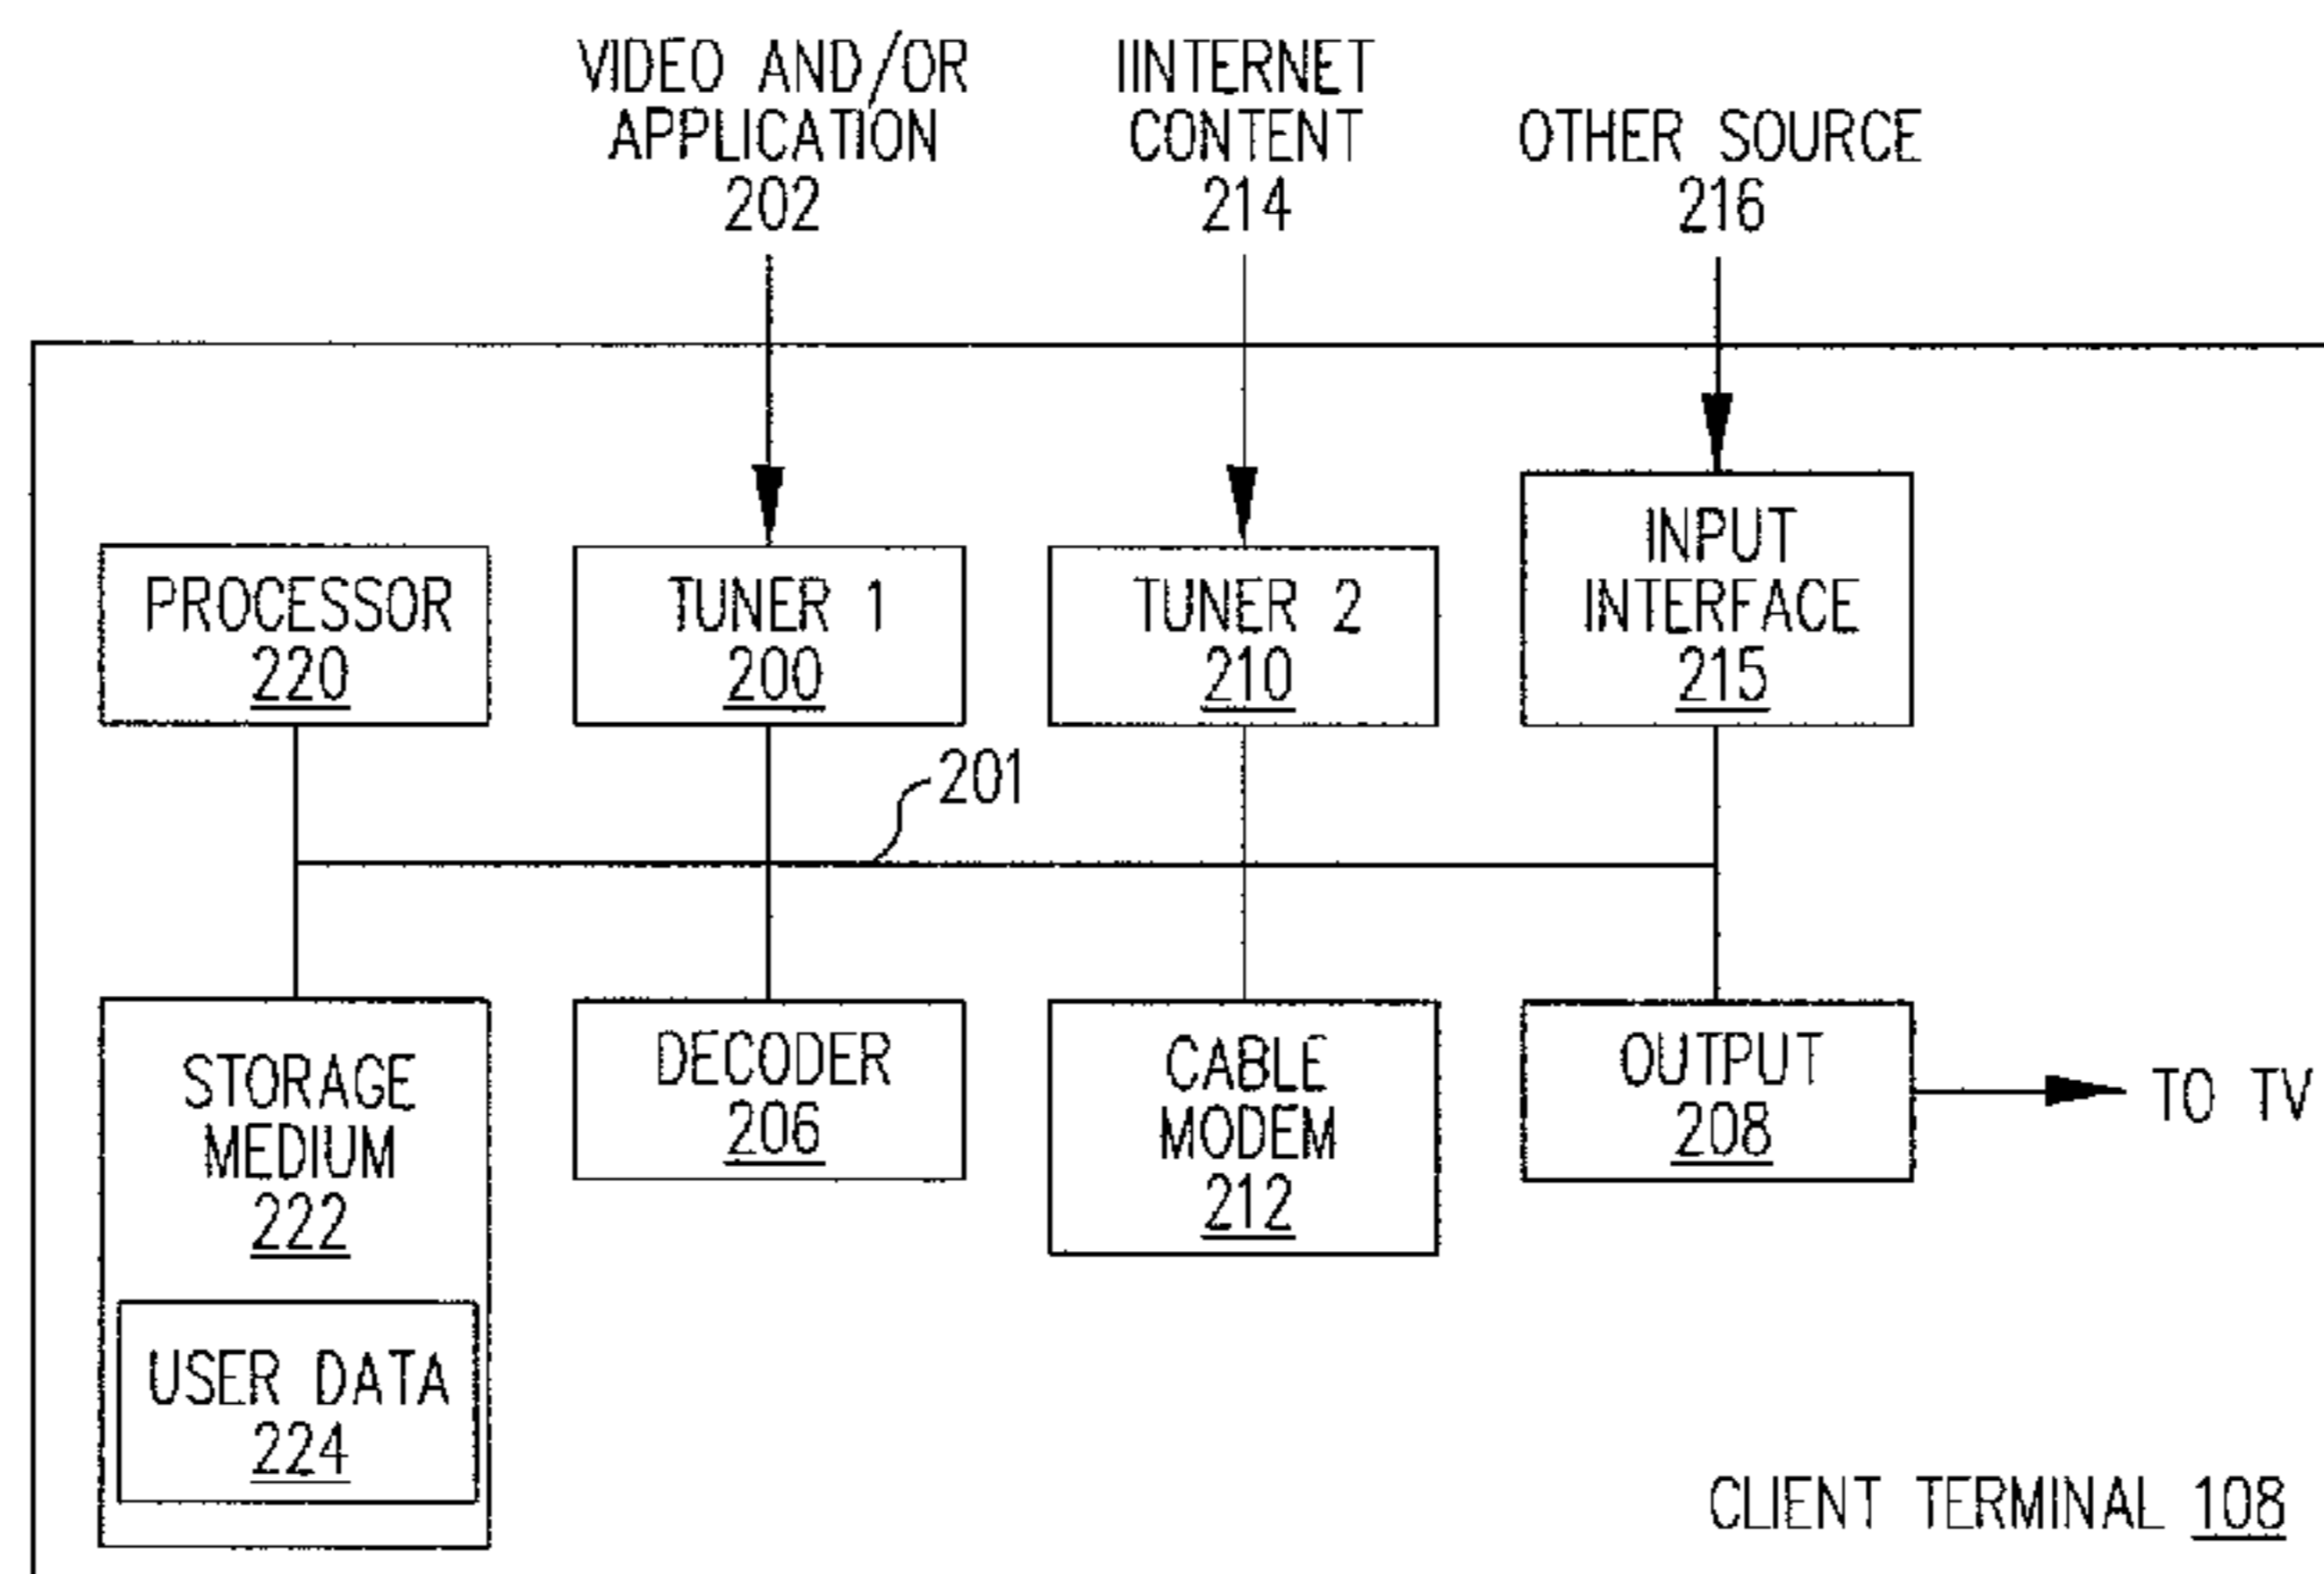 VIDEO AND/OR
APPLICATION
202
IINTERNET
CONTENT
214
OTHER SOURCE
216
PROCESSOR
220
TUNER 1
200
TUNER 2
210
INPUT
INTERFACE
215
201
STORAGE
MEDIUM
222
DECODER
206
CABLE
MODEM
212
OUTPUT
208
TO TV
USER DATA
224
CLIENT TERMINAL 108